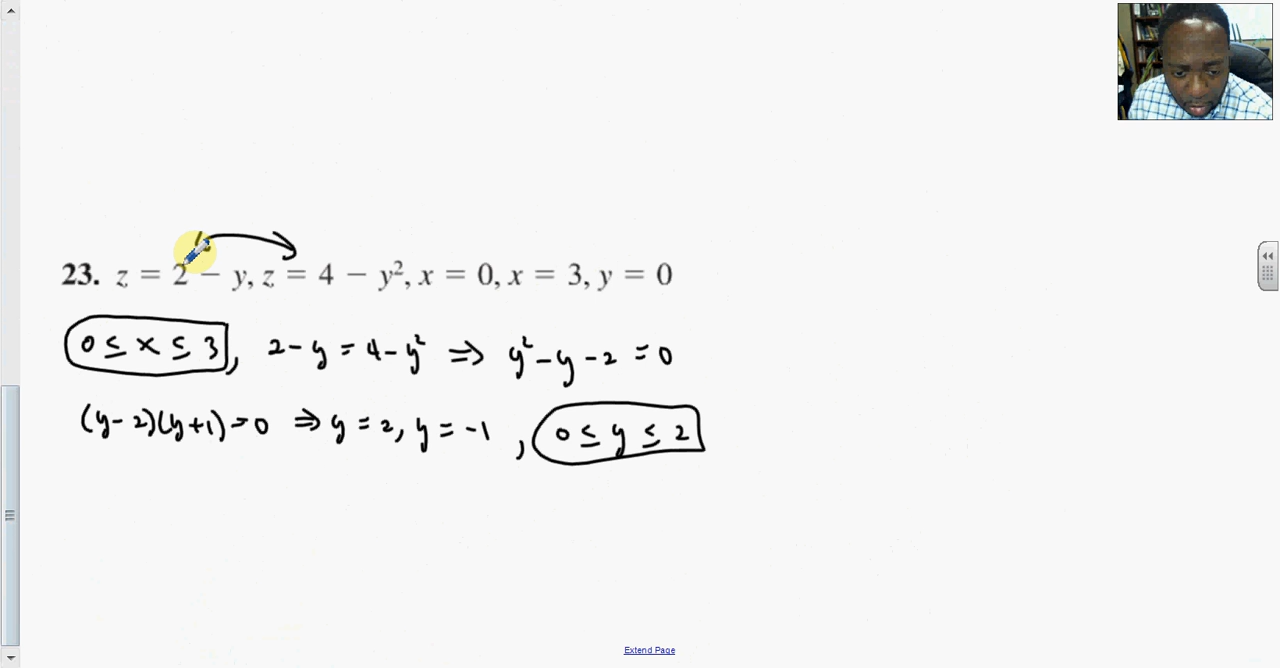 23. z = 2 − y, z = 4 − y², x = 0, x = 3, y = 0
0 ≤ x ≤ 3, 2 − y = 4 − y² ⇒ y² − y − 2 = 0
(y − 2)(y + 1) = 0 ⇒ y = 2, y = −1, 0 ≤ y ≤ 2
Extend Page